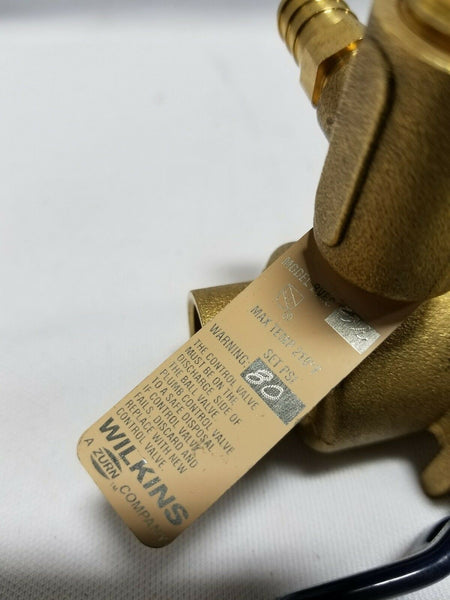 MODEL
MAX TEMP
SET PSI
80
WARNING:
THE CONTROL VALVE
MUST BE ON THE
DISCHARGE SIDE OF
THE BALL VALVE.
PLUMB CONTROL VALVE
TO A SAFE DISPOSAL.
IF CONTROL VALVE
FAILS, DISCARD AND
REPLACE WITH NEW
CONTROL VALVE.
WILKINS
A ZURN COMPANY